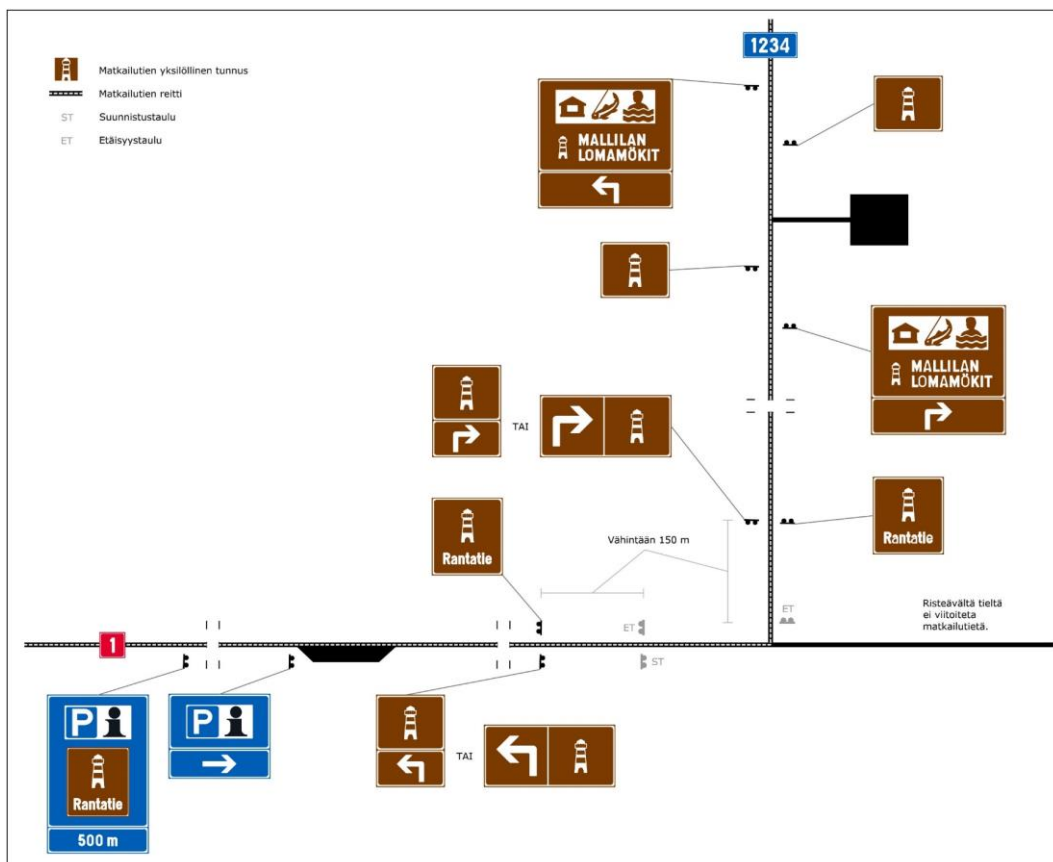 1234
Matkailutien yksilöllinen tunnus
Matkailutien reitti
ST Suunnistustaulu
ET Etäisyystaulu
MALLILAN
LOMAMÖKIT
MALLILAN
LOMAMÖKIT
TAI
Rantatie
Rantatie
Vähintään 150 m
ET
ET
Risteävältä tieltä
ei viitoiteta
matkailutietä.
1
ST
P i
Rantatie
500 m
P i
TAI